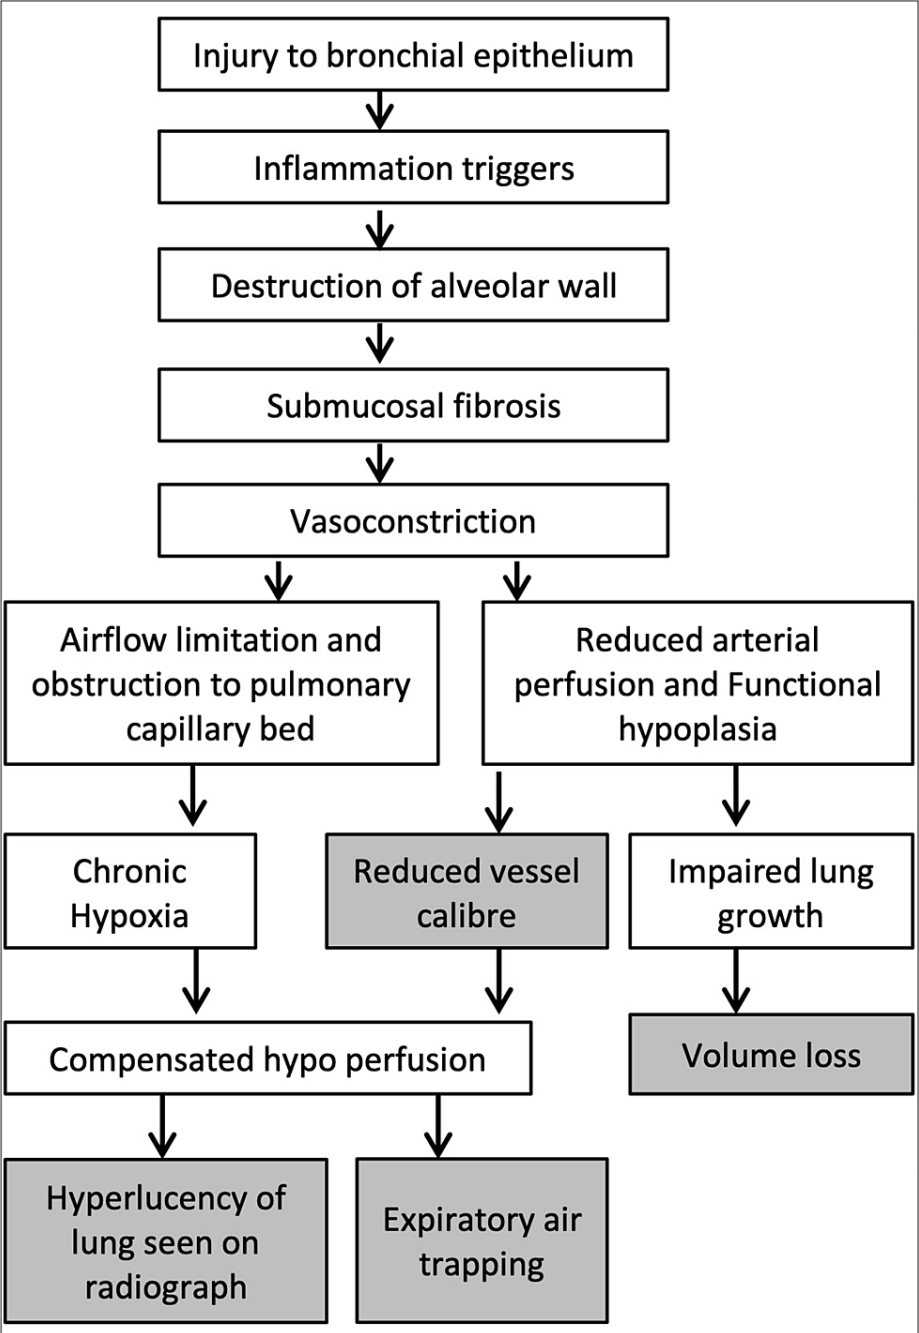 Injury to bronchial epithelium
Inflammation triggers
Destruction of alveolar wall
Submucosal fibrosis
Vasoconstriction
Airflow limitation and
obstruction to pulmonary
capillary bed
Reduced arterial
perfusion and Functional
hypoplasia
Chronic
Hypoxia
Reduced vessel
calibre
Impaired lung
growth
Compensated hypo perfusion
Volume loss
Hyperlucency of
lung seen on
radiograph
Expiratory air
trapping